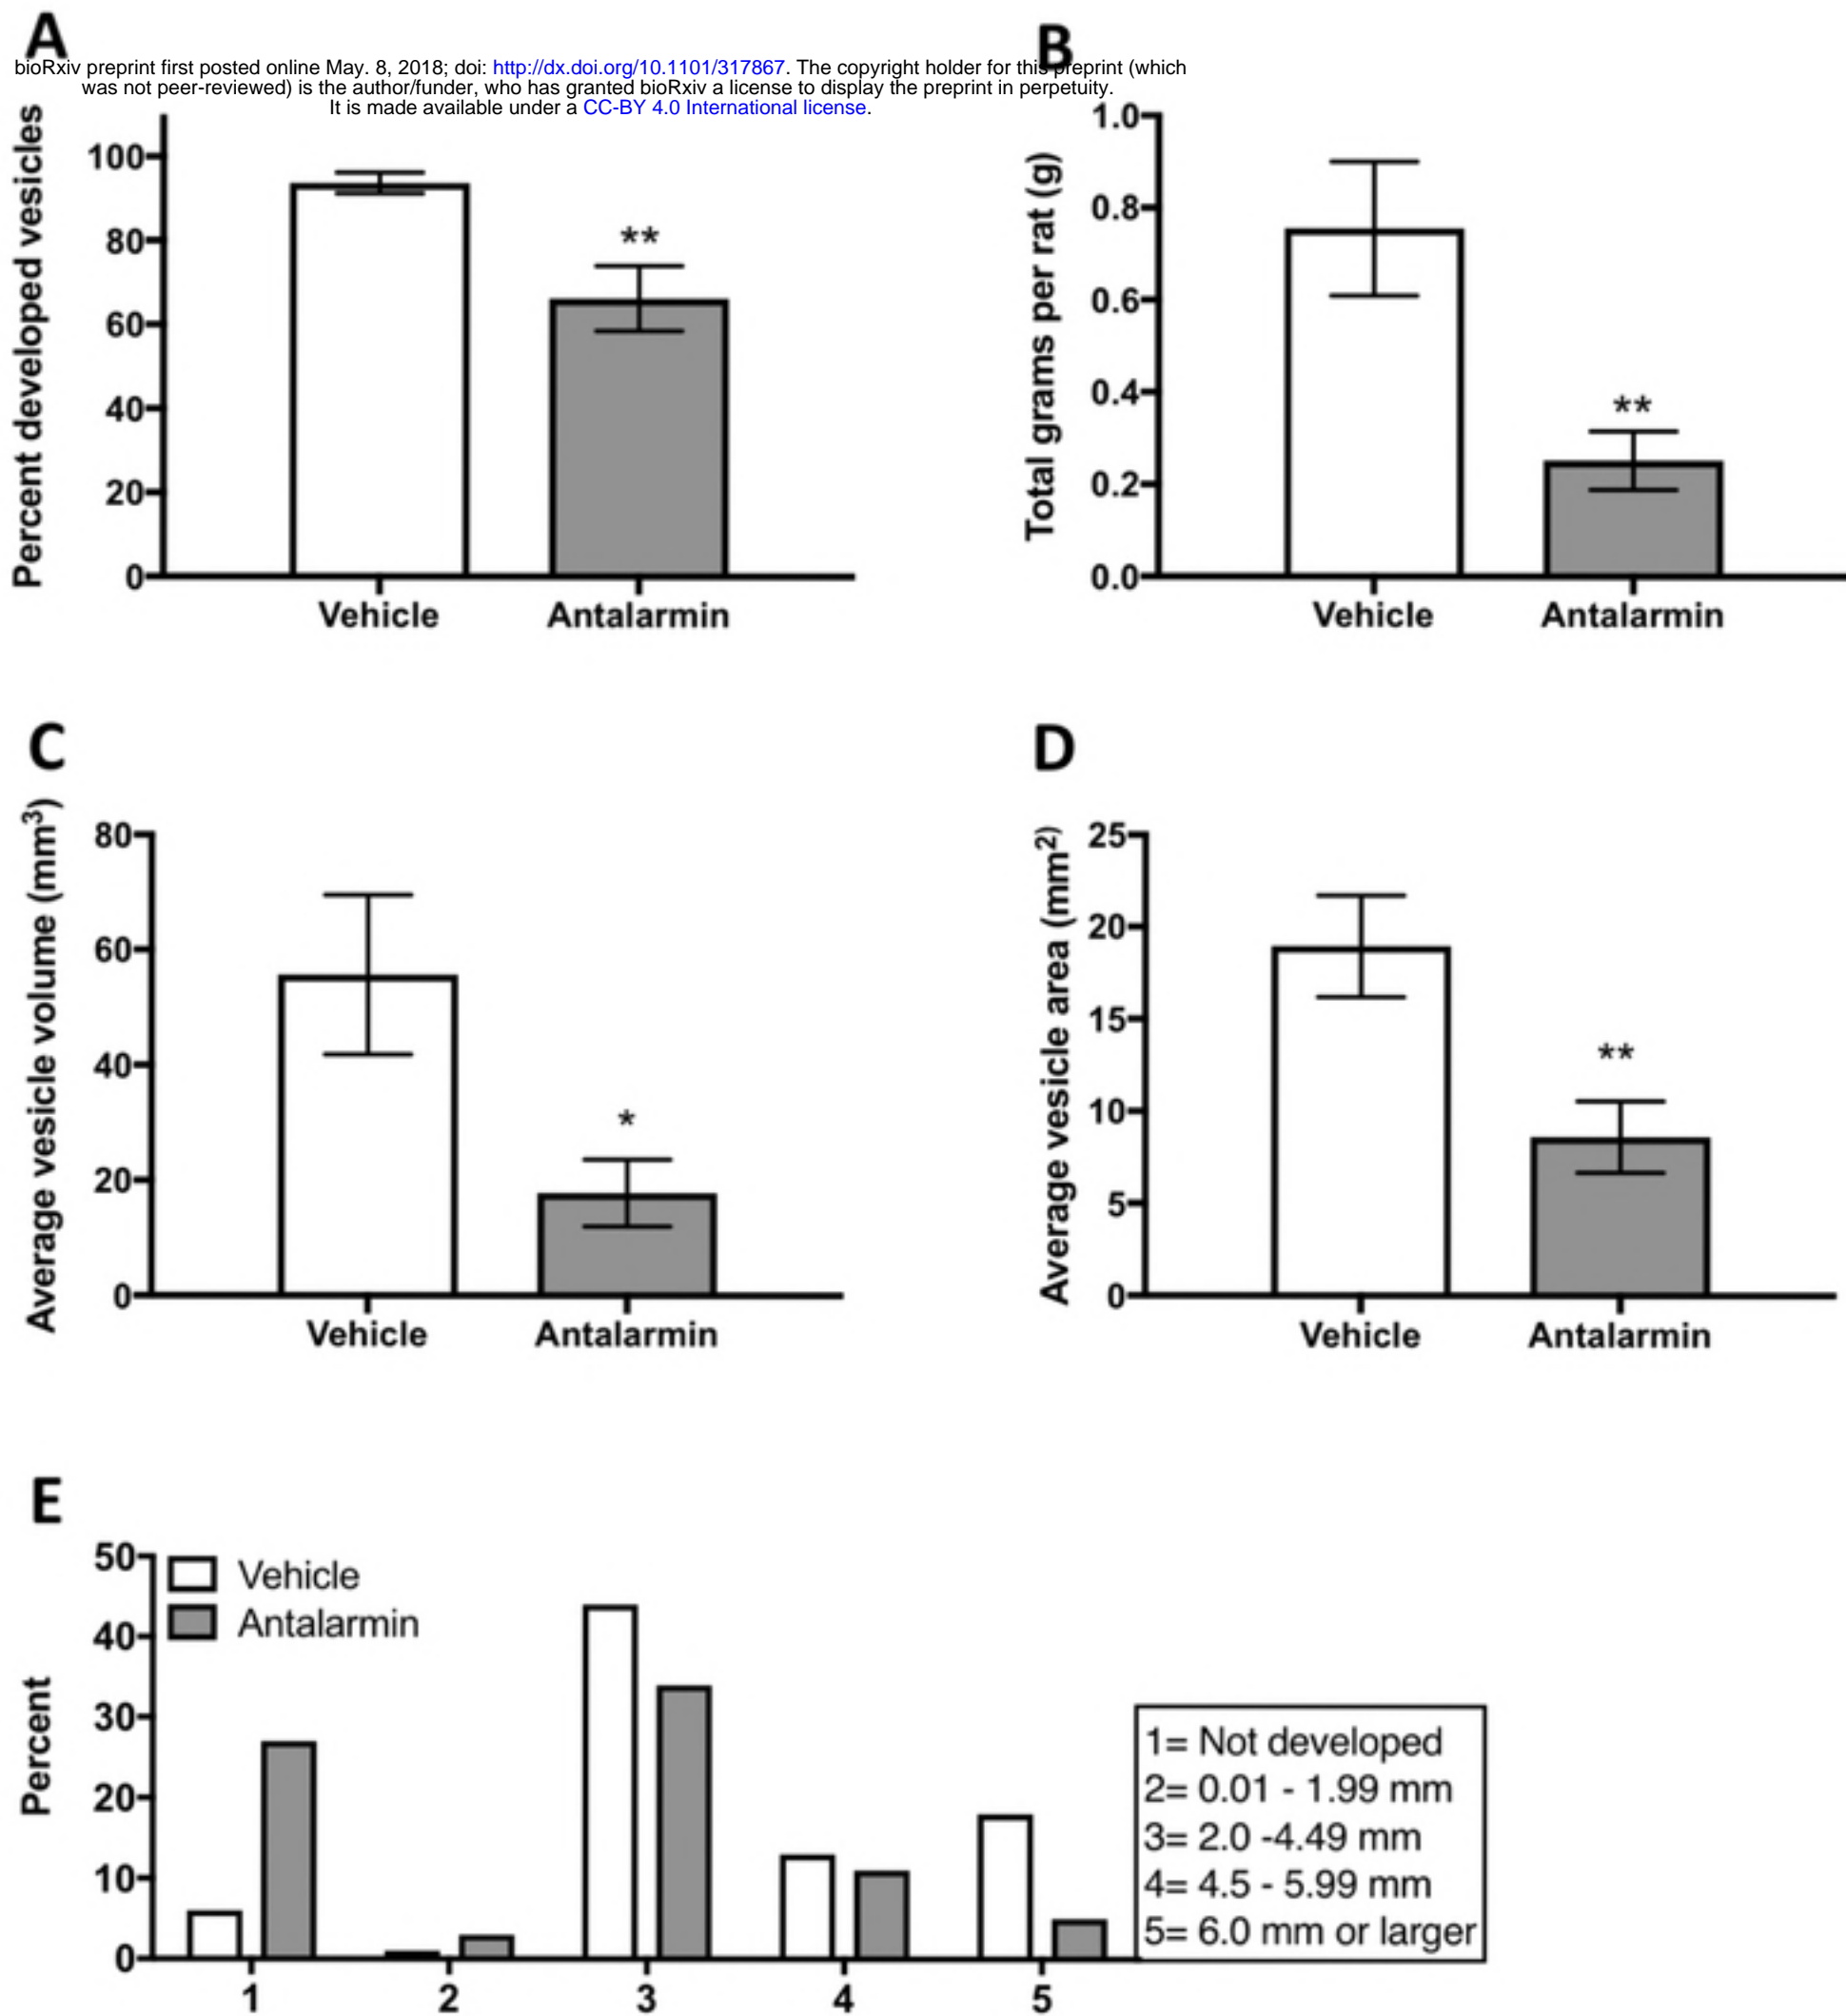 A
B
bioRxiv preprint first posted online May. 8, 2018; doi: http://dx.doi.org/10.1101/317867. The copyright holder for this preprint (which
was not peer-reviewed) is the author/funder, who has granted bioRxiv a license to display the preprint in perpetuity.
It is made available under a CC-BY 4.0 International license.
Percent developed vesicles
100
80
60
40
20
0
**
Vehicle
Antalarmin
Total grams per rat (g)
1.0
0.8
0.6
0.4
0.2
0.0
**
Vehicle
Antalarmin
C
Average vesicle volume (mm³)
80
60
40
20
0
*
Vehicle
Antalarmin
D
Average vesicle area (mm²)
25
20
15
10
5
0
**
Vehicle
Antalarmin
E
Percent
50
40
30
20
10
0
Vehicle
Antalarmin
1
2
3
4
5
1= Not developed
2= 0.01 - 1.99 mm
3= 2.0 -4.49 mm
4= 4.5 - 5.99 mm
5= 6.0 mm or larger